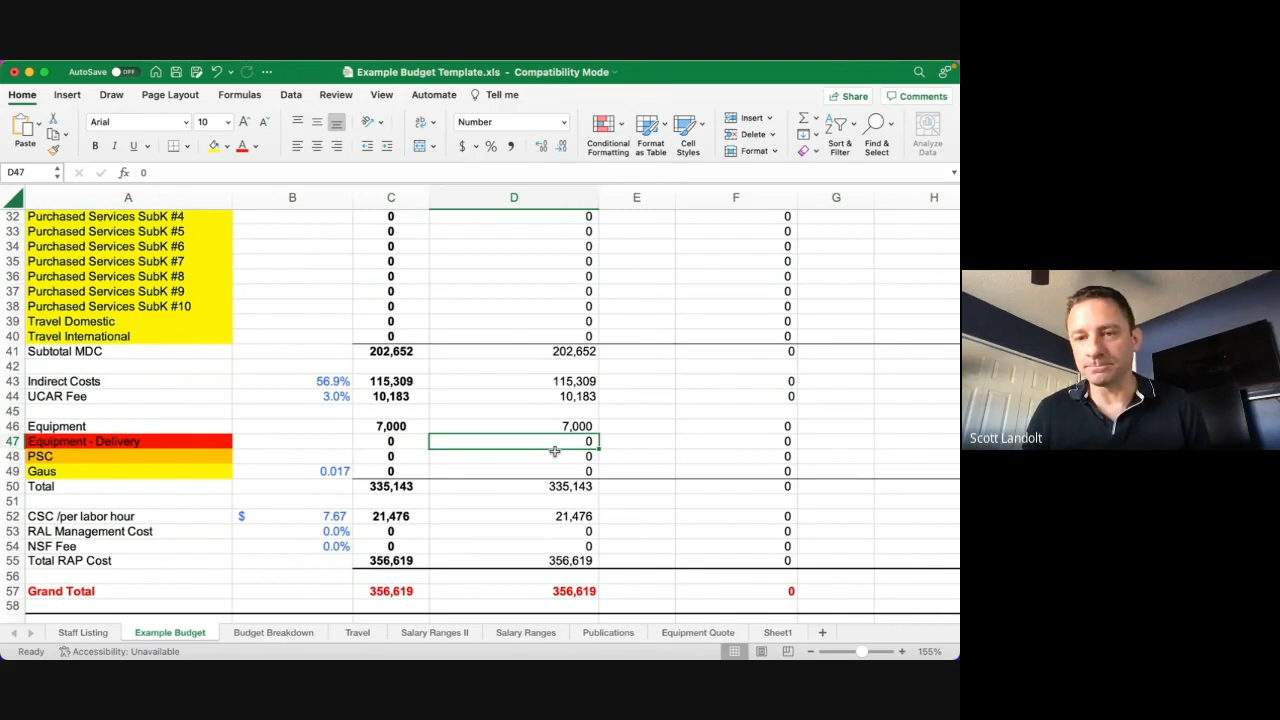 AutoSave OFF ... Example Budget Template.xls - Compatibility Mode
Home Insert Draw Page Layout Formulas Data Review View Automate Tell me Share Comments
Paste Arial 10 A A Number Conditional Formatting Format as Table Cell Styles Insert Delete Format Sort & Filter Find & Select Analyze Data
B I U A $ %
D47 fx 0
A B C D E F G H
32 Purchased Services SubK #4 0 0 0
33 Purchased Services SubK #5 0 0 0
34 Purchased Services SubK #6 0 0 0
35 Purchased Services SubK #7 0 0 0
36 Purchased Services SubK #8 0 0 0
37 Purchased Services SubK #9 0 0 0
38 Purchased Services SubK #10 0 0 0
39 Travel Domestic 0 0 0
40 Travel International 0 0 0
41 Subtotal MDC 202,652 202,652 0
42
43 Indirect Costs 56.9% 115,309 115,309 0
44 UCAR Fee 3.0% 10,183 10,183 0
45
46 Equipment 7,000 7,000 0
47 Equipment - Delivery 0 0 0
48 PSC 0 0 0
49 Gaus 0.017 0 0 0
50 Total 335,143 335,143 0
51
52 CSC /per labor hour $ 7.67 21,476 21,476 0
53 RAL Management Cost 0.0% 0 0 0
54 NSF Fee 0.0% 0 0 0
55 Total RAP Cost 356,619 356,619 0
56
57 Grand Total 356,619 356,619 0
58
Staff Listing Example Budget Budget Breakdown Travel Salary Ranges II Salary Ranges Publications Equipment Quote Sheet1 +
Ready Accessibility: Unavailable 155%
Scott Landolt